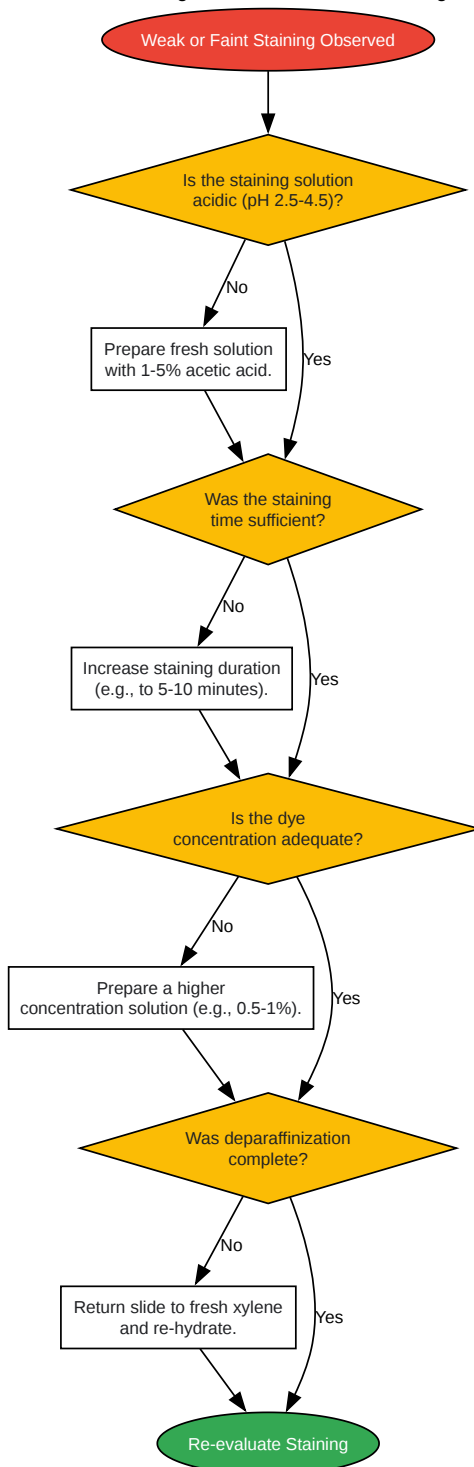 Weak or Faint Staining Observed
Is the staining solution
acidic (pH 2.5-4.5)?
No
Prepare fresh solution
with 1-5% acetic acid.
Yes
Was the staining
time sufficient?
No
Increase staining duration
(e.g., to 5-10 minutes).
Yes
Is the dye
concentration adequate?
No
Prepare a higher
concentration solution (e.g., 0.5-1%).
Yes
Was deparaffinization
complete?
No
Return slide to fresh xylene
and re-hydrate.
Yes
Re-evaluate Staining